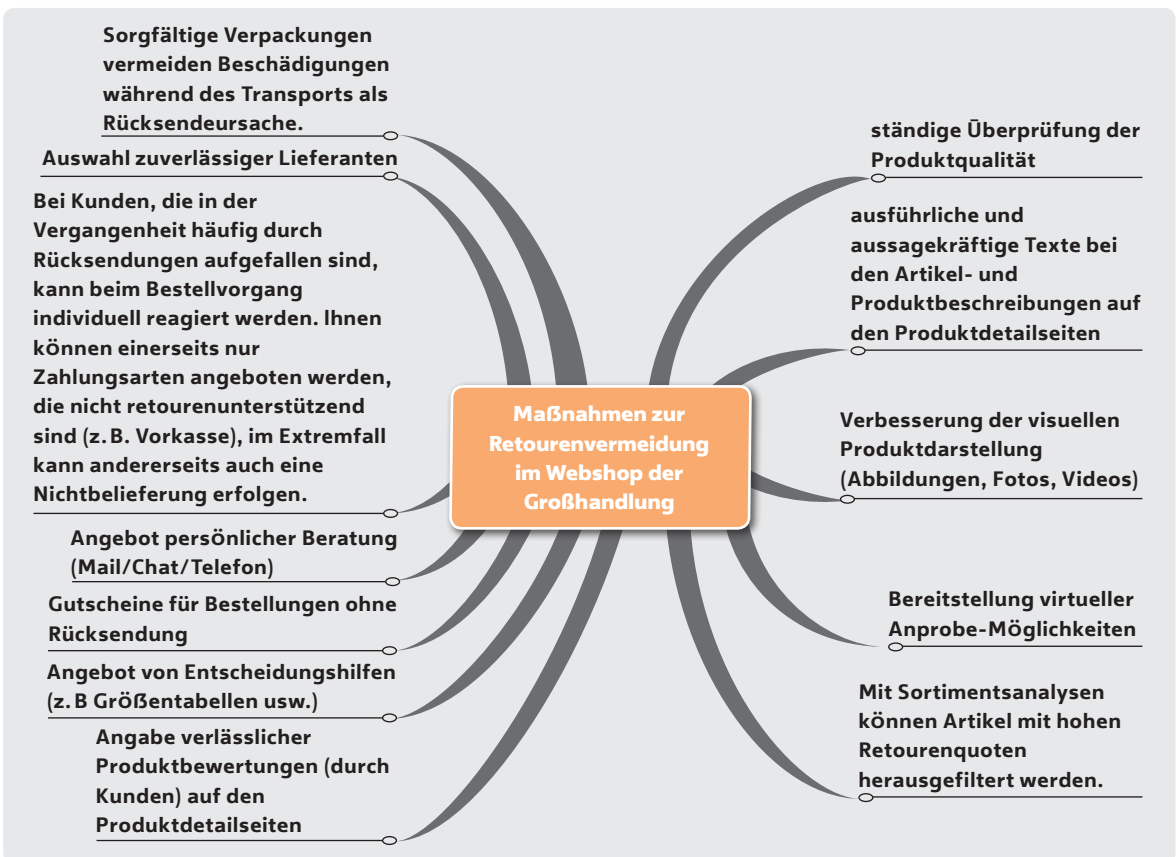 Sorgfältige Verpackungen
vermeiden Beschädigungen
während des Transports als
Rücksendeursache.
Auswahl zuverlässiger Lieferanten
Bei Kunden, die in der
Vergangenheit häufig durch
Rücksendungen aufgefallen sind,
kann beim Bestellvorgang
individuell reagiert werden. Ihnen
können einerseits nur
Zahlungsarten angeboten werden,
die nicht retourenunterstützend
sind (z. B. Vorkasse), im Extremfall
kann andererseits auch eine
Nichtbelieferung erfolgen.
Angebot persönlicher Beratung
(Mail/Chat/Telefon)
Gutscheine für Bestellungen ohne
Rücksendung
Angebot von Entscheidungshilfen
(z. B Größentabellen usw.)
Angabe verlässlicher
Produktbewertungen (durch
Kunden) auf den
Produktdetailseiten
Maßnahmen zur
Retourenvermeidung
im Webshop der
Großhandlung
ständige Überprüfung der
Produktqualität
ausführliche und
aussagekräftige Texte bei
den Artikel- und
Produktbeschreibungen auf
den Produktdetailseiten
Verbesserung der visuellen
Produktdarstellung
(Abbildungen, Fotos, Videos)
Bereitstellung virtueller
Anprobe-Möglichkeiten
Mit Sortimentsanalysen
können Artikel mit hohen
Retourenquoten
herausgefiltert werden.